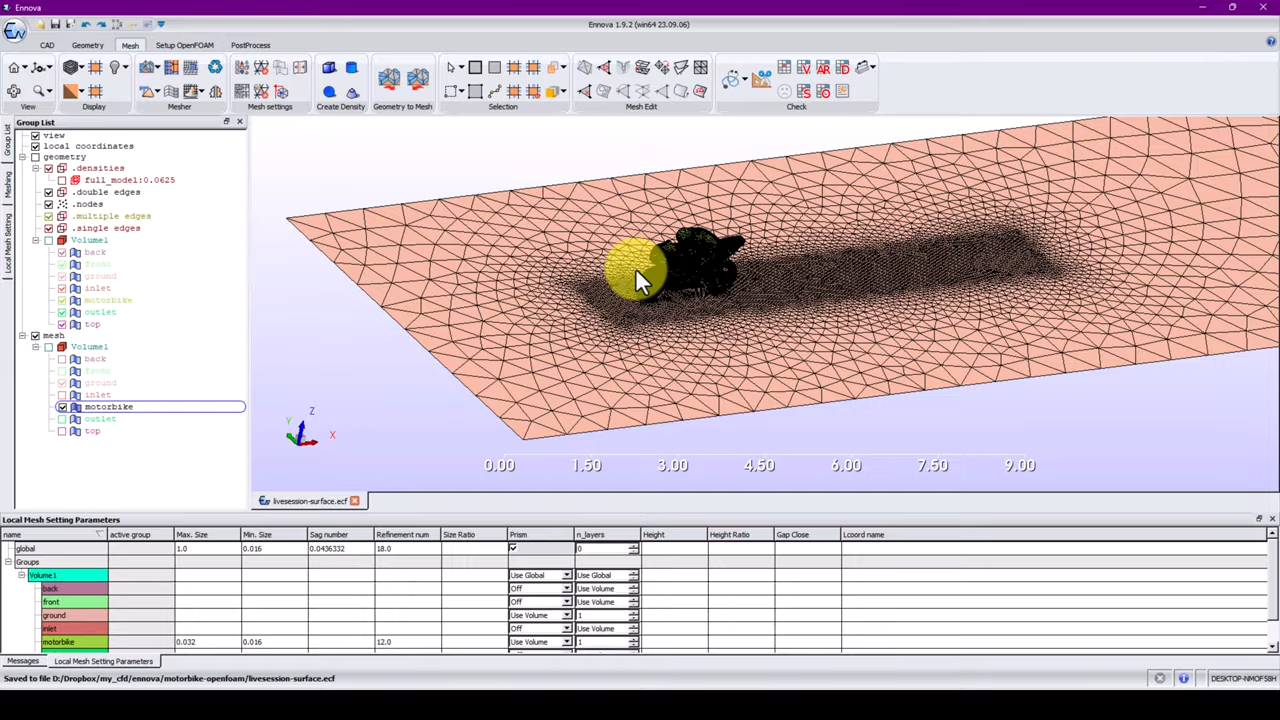 Ennova
Ennova 1.9.2 (win64 23.09.06)
CAD Geometry Mesh Setup OpenFOAM PostProcess
View Display Mesher Mesh settings Create Density Geometry to Mesh Selection Mesh Edit Check
Group List
Group List
Meshing
Local Mesh Setting
view
local coordinates
geometry
.densities
full_model:0.0625
.double edges
.nodes
.multiple edges
.single edges
Volume1
back
front
ground
inlet
motorbike
outlet
top
mesh
Volume1
back
front
ground
inlet
motorbike
outlet
top
Z
Y
X
0.00 1.50 3.00 4.50 6.00 7.50 9.00
livesession-surface.ecf
Local Mesh Setting Parameters
name active group Max. Size Min. Size Sag number Refinement num Size Ratio Prism n_layers Height Height Ratio Gap Close Lcoord name
global 1.0 0.016 0.0436332 18.0 0
Groups
Volume1 Use Global Use Global
back Off Use Volume
front Off Use Volume
ground Use Volume 1
inlet Off Use Volume
motorbike 0.032 0.016 12.0 Use Volume 1
Messages Local Mesh Setting Parameters
Saved to file D:/Dropbox/my_cfd/ennova/motorbike-openfoam/livesession-surface.ecf
DESKTOP-NMOF58H